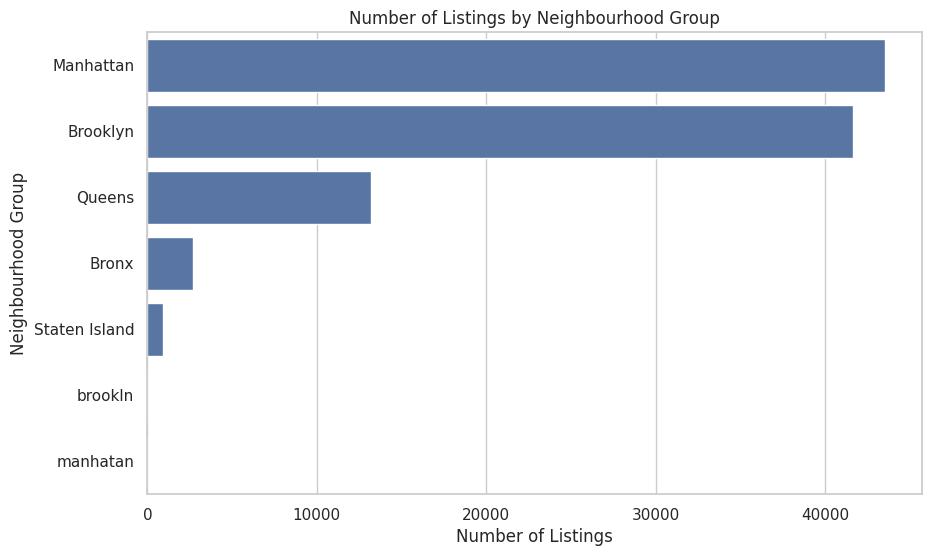 Number of Listings by Neighbourhood Group
Neighbourhood Group
Manhattan
Brooklyn
Queens
Bronx
Staten Island
brookln
manhatan
0 10000 20000 30000 40000
Number of Listings